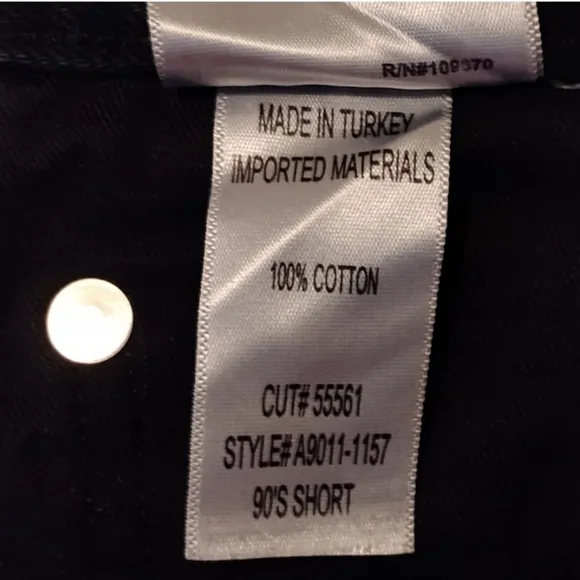 R/N#109370
MADE IN TURKEY
IMPORTED MATERIALS
100% COTTON
CUT# 55561
STYLE# A9011-1157
90'S SHORT